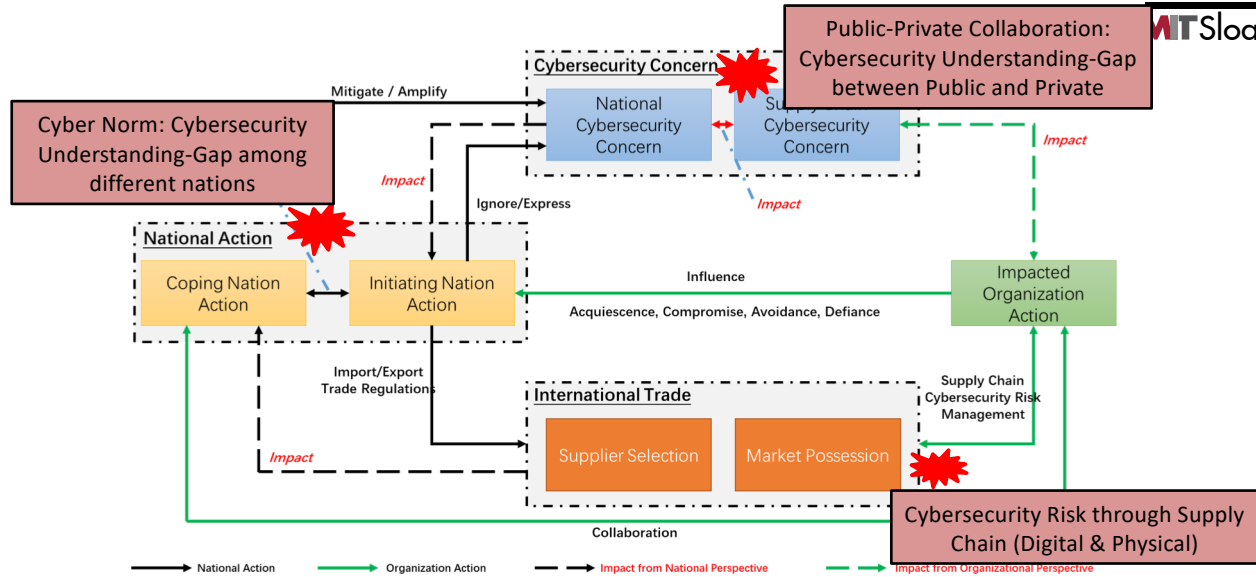 MIT Sloa
Public-Private Collaboration:
Cybersecurity Understanding-Gap
between Public and Private
Cybersecurity Concern
Mitigate / Amplify
National
Cybersecurity
Concern
Cybersecurity
Concern
Cyber Norm: Cybersecurity
Understanding-Gap among
different nations
Impact
Impact
Impact
Ignore/Express
National Action
Coping Nation
Action
Initiating Nation
Action
Influence
Acquiescence, Compromise, Avoidance, Defiance
Impacted
Organization
Action
Import/Export
Trade Regulations
Supply Chain
Cybersecurity Risk
Management
International Trade
Supplier Selection
Market Possession
Impact
Collaboration
Cybersecurity Risk through Supply
Chain (Digital & Physical)
National Action
Organization Action
Impact from National Perspective
Impact from Organizational Perspective